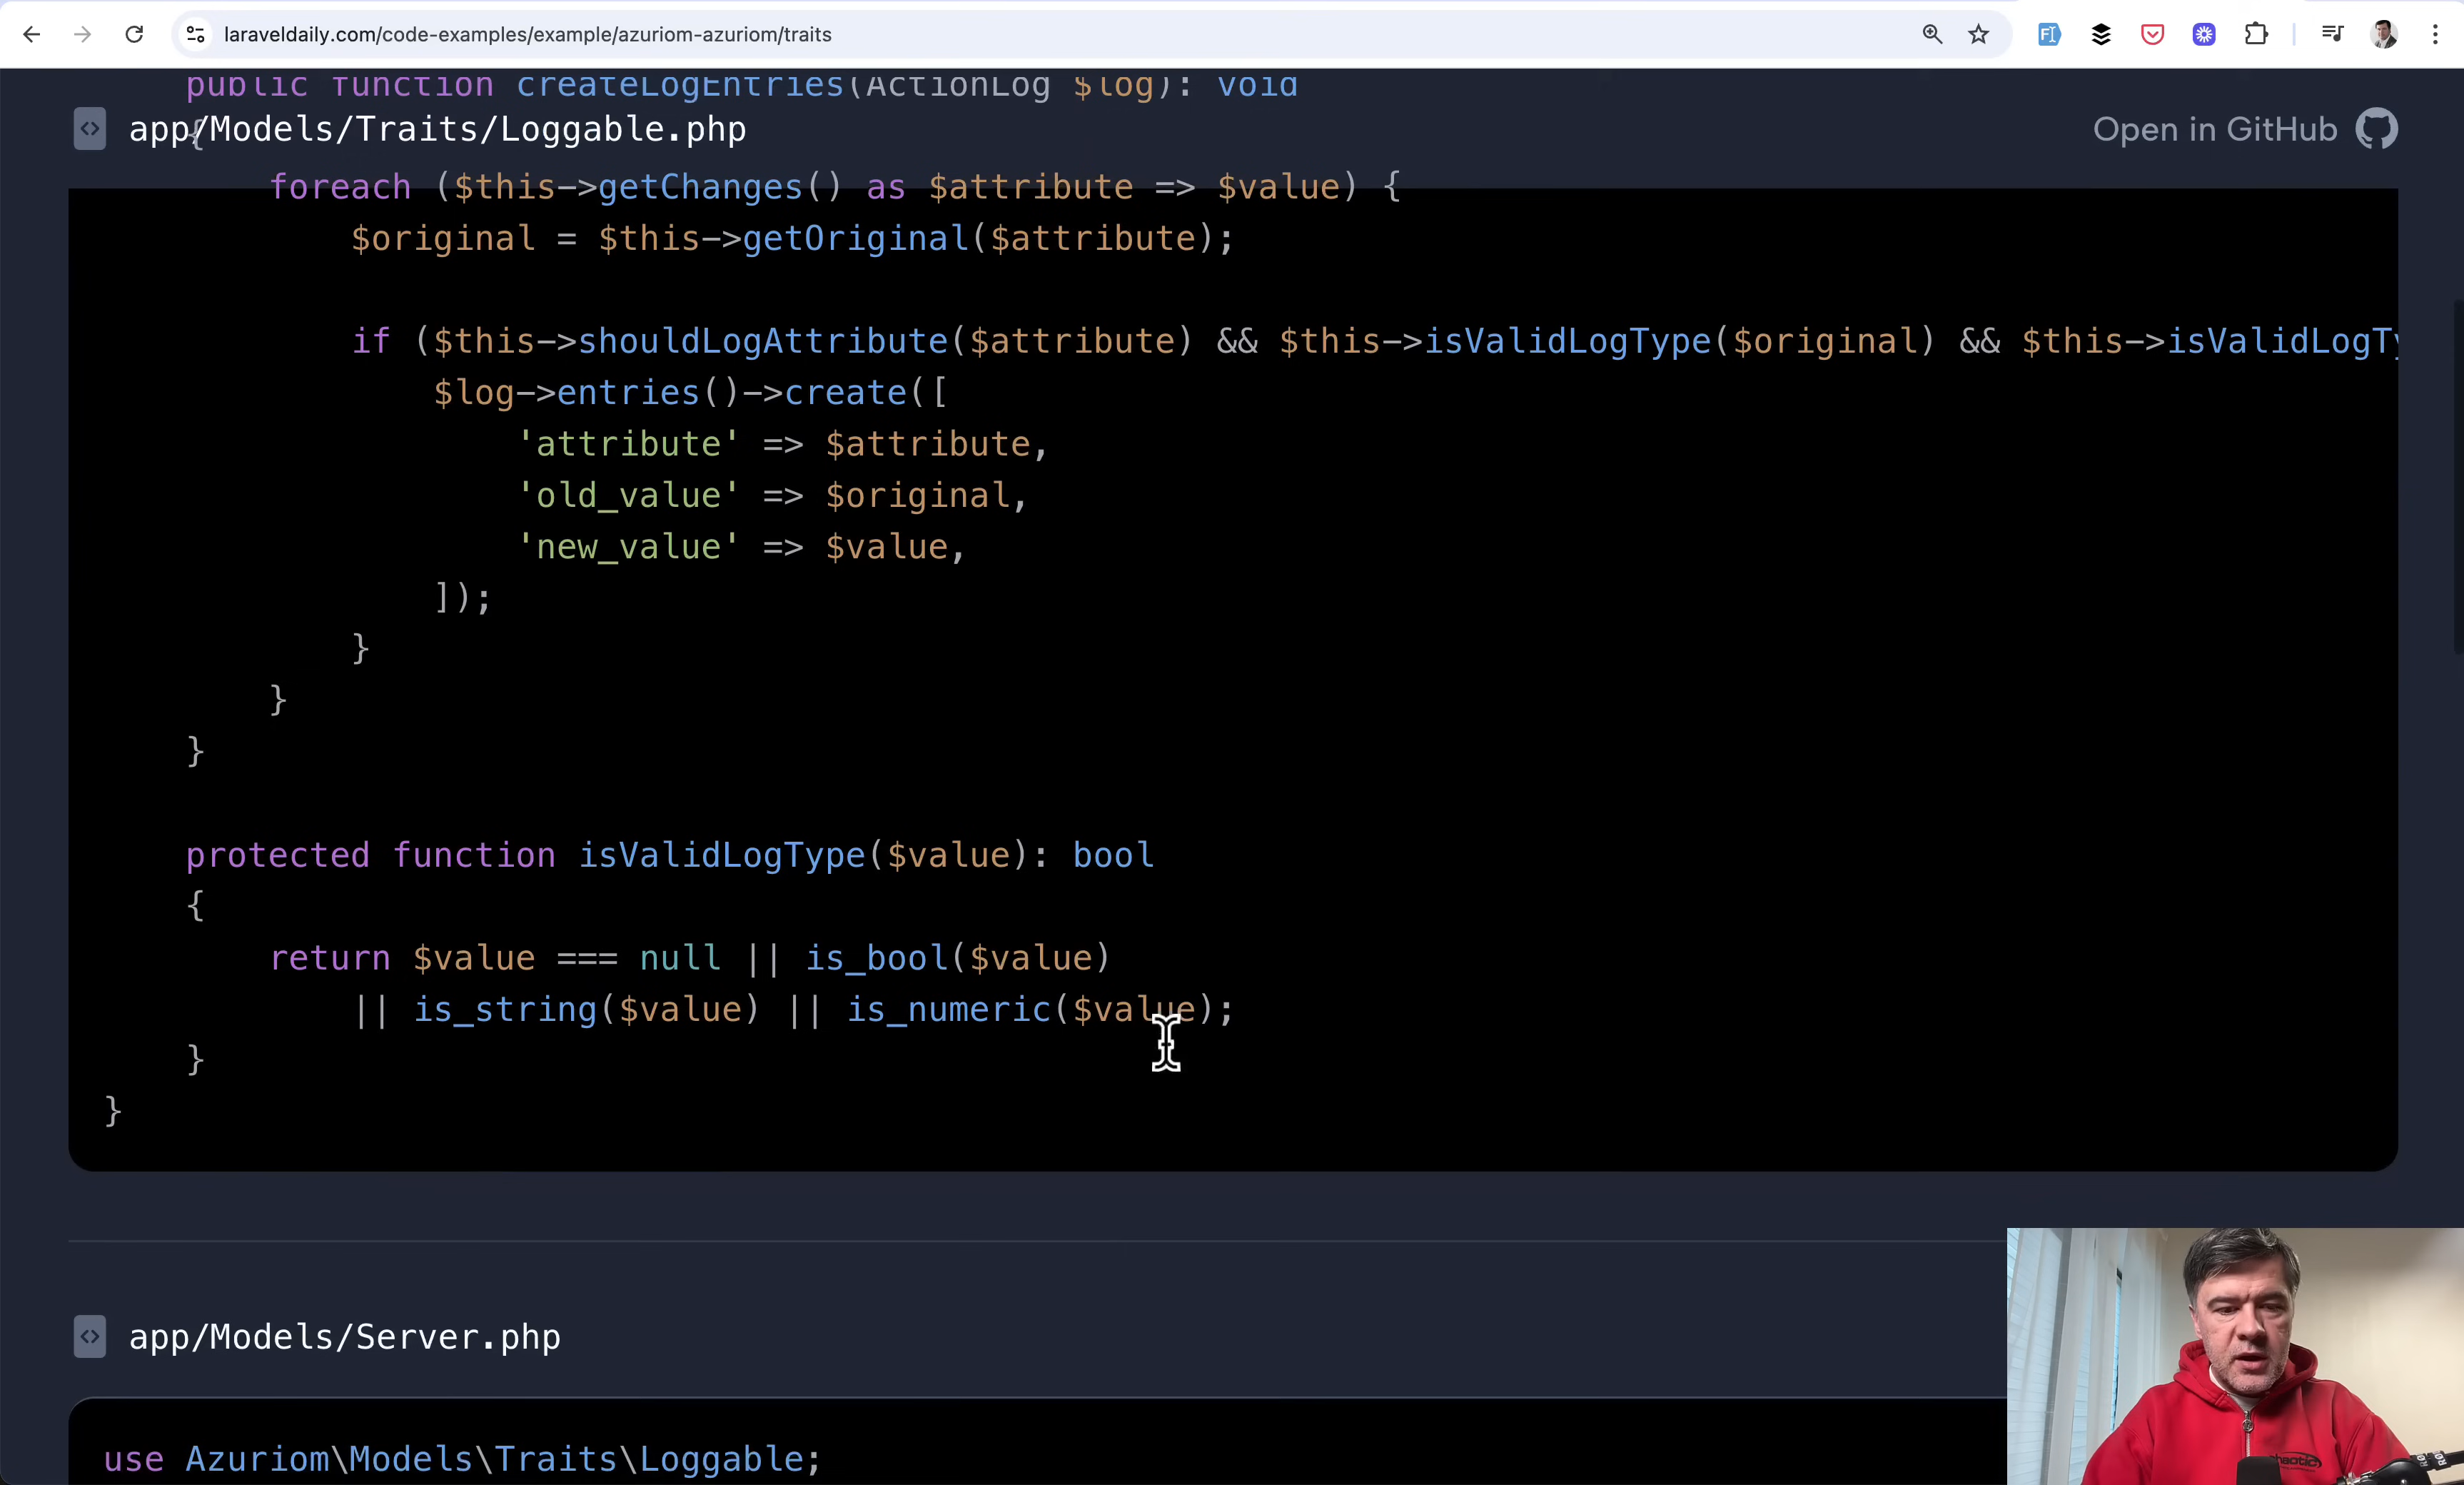 laraveldaily.com/code-examples/example/azuriom-azuriom/traits
public function createLogEntries(ActionLog $log): void
app/Models/Traits/Loggable.php
Open in GitHub
{
foreach ($this->getChanges() as $attribute => $value) {
$original = $this->getOriginal($attribute);
if ($this->shouldLogAttribute($attribute) && $this->isValidLogType($original) && $this->isValidLogTy
$log->entries()->create([
'attribute' => $attribute,
'old_value' => $original,
'new_value' => $value,
]);
}
}
}
protected function isValidLogType($value): bool
{
return $value === null || is_bool($value)
|| is_string($value) || is_numeric($value);
}
}
app/Models/Server.php
use Azuriom\Models\Traits\Loggable;